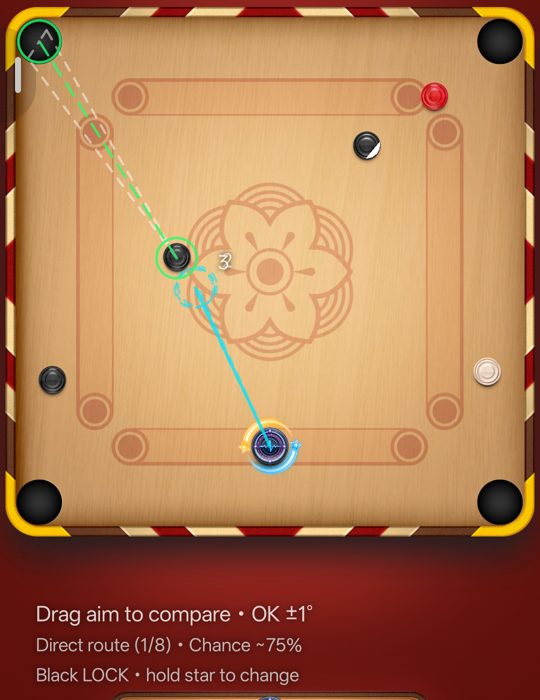 Drag aim to compare • OK ±1°
Direct route (1/8) • Chance ~75%
Black LOCK • hold star to change